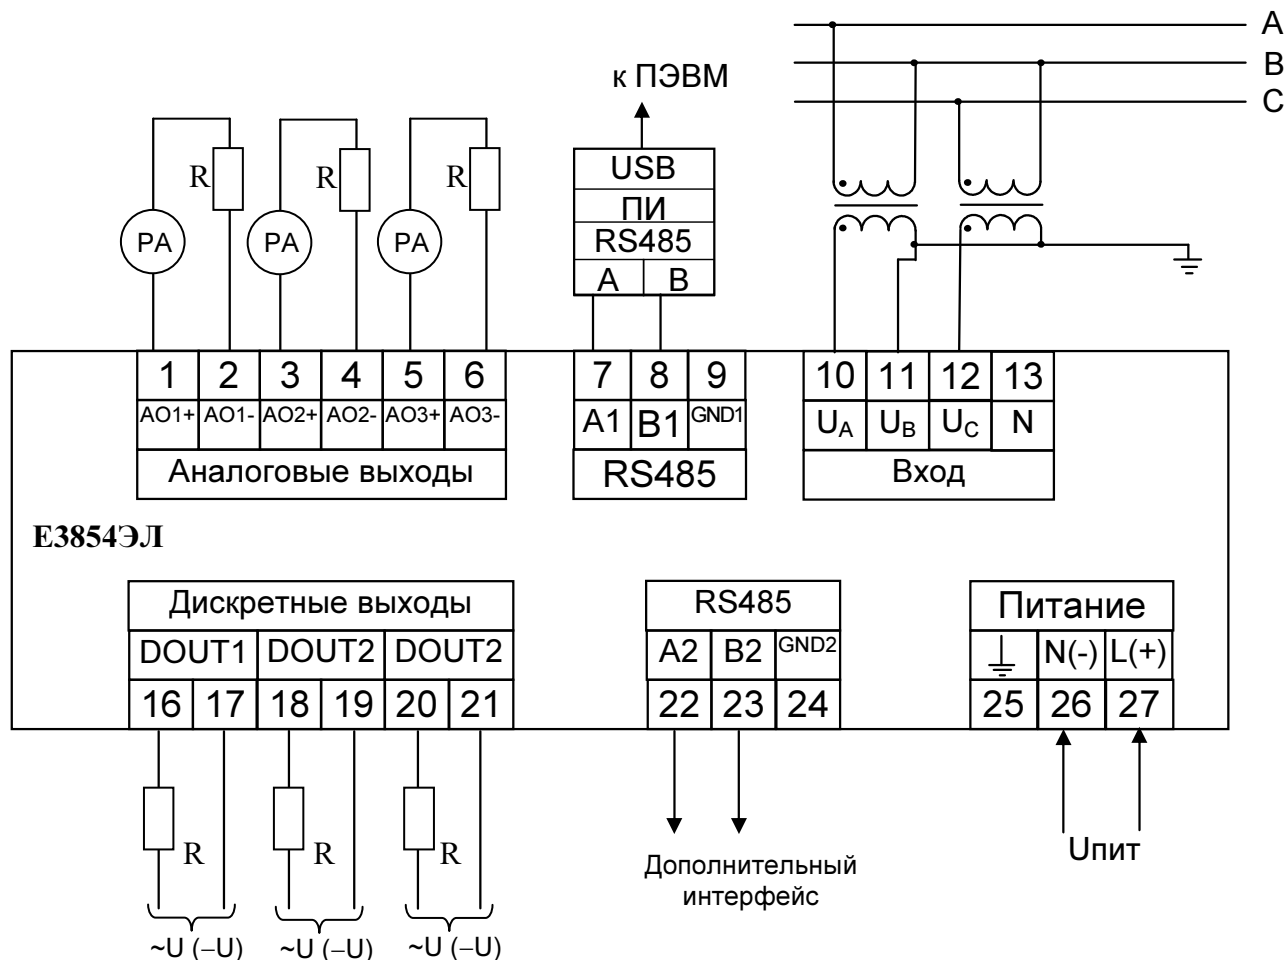 A
B
C
к ПЭВМ
R R R
PA PA PA
USB
ПИ
RS485
A B
1 2 3 4 5 6
AO1+ AO1- AO2+ AO2- AO3+ AO3-
Аналоговые выходы
7 8 9
A1 B1 GND1
RS485
10 11 12 13
UA UB UC N
Вход
Е3854ЭЛ
Дискретные выходы
DOUT1 DOUT2 DOUT2
16 17 18 19 20 21
RS485
A2 B2 GND2
22 23 24
Питание
N(-) L(+)
25 26 27
R R R
~U (–U) ~U (–U) ~U (–U)
Дополнительный
интерфейс
Uпит